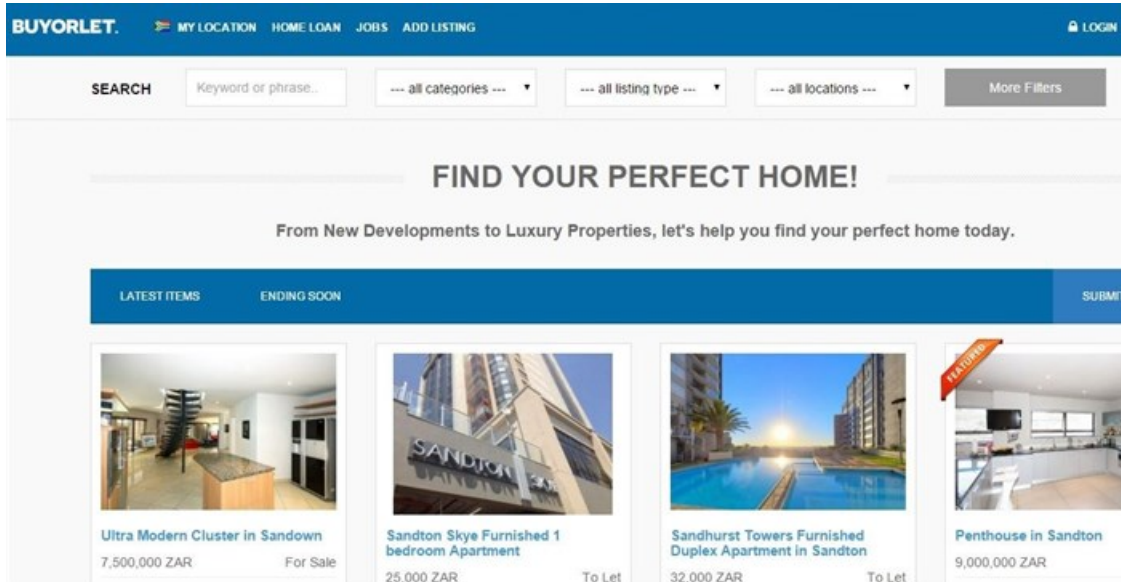 BUYORLET.
MY LOCATION
HOME LOAN
JOBS
ADD LISTING
LOGIN
SEARCH
Keyword or phrase..
--- all categories ---
--- all listing type ---
--- all locations ---
More Filters
FIND YOUR PERFECT HOME!
From New Developments to Luxury Properties, let's help you find your perfect home today.
LATEST ITEMS
ENDING SOON
SUBMIT
SANDTON
FEATURED
Ultra Modern Cluster in Sandown
7,500,000 ZAR
For Sale
Sandton Skye Furnished 1
bedroom Apartment
25,000 ZAR
To Let
Sandhurst Towers Furnished
Duplex Apartment in Sandton
32,000 ZAR
To Let
Penthouse in Sandton
9,000,000 ZAR